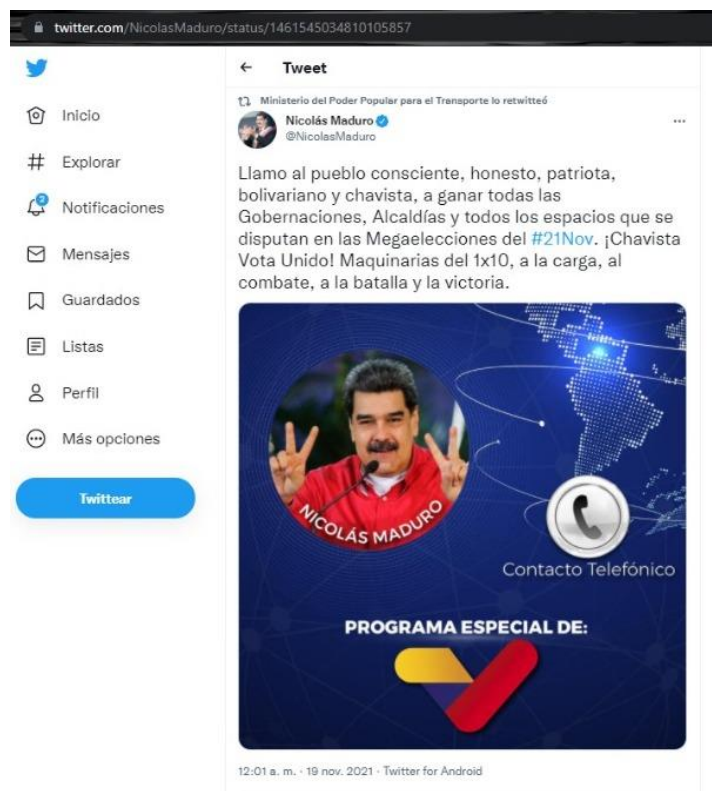 twitter.com/NicolasMaduro/status/1461545034810105857
Tweet
Ministerio del Poder Popular para el Transporte lo retwitteó
Inicio
Nicolás Maduro
@NicolasMaduro
Explorar
Llamo al pueblo consciente, honesto, patriota,
bolivariano y chavista, a ganar todas las
2
Notificaciones
Gobernaciones, Alcaldías y todos los espacios que se
disputan en las Megaelecciones del #21Nov. ¡Chavista
Mensajes
Vota Unido! Maquinarias del 1x10, a la carga, al
combate, a la batalla y la victoria.
Guardados
Listas
Perfil
Más opciones
Twittear
NICOLÁS MADURO
Contacto Telefónico
PROGRAMA ESPECIAL DE:
12:01 a. m. · 19 nov. 2021 · Twitter for Android